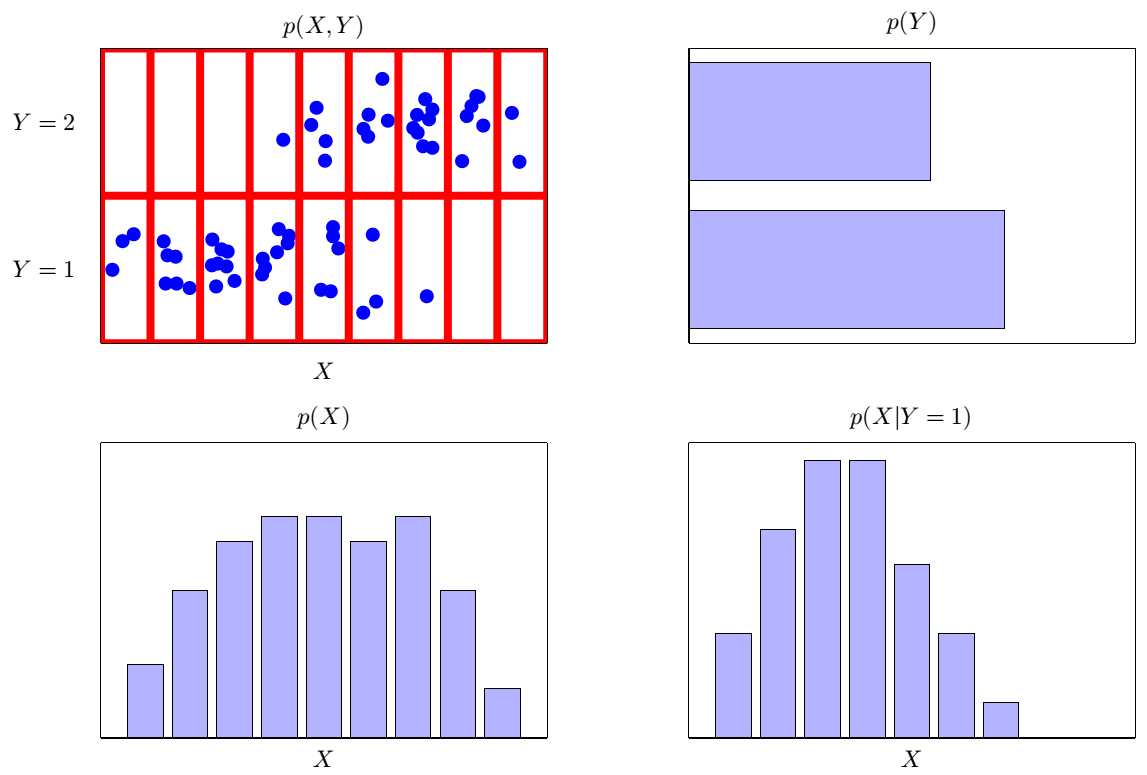 p(X, Y)
Y = 2
Y = 1
X
p(Y)
p(X)
X
p(X|Y = 1)
X